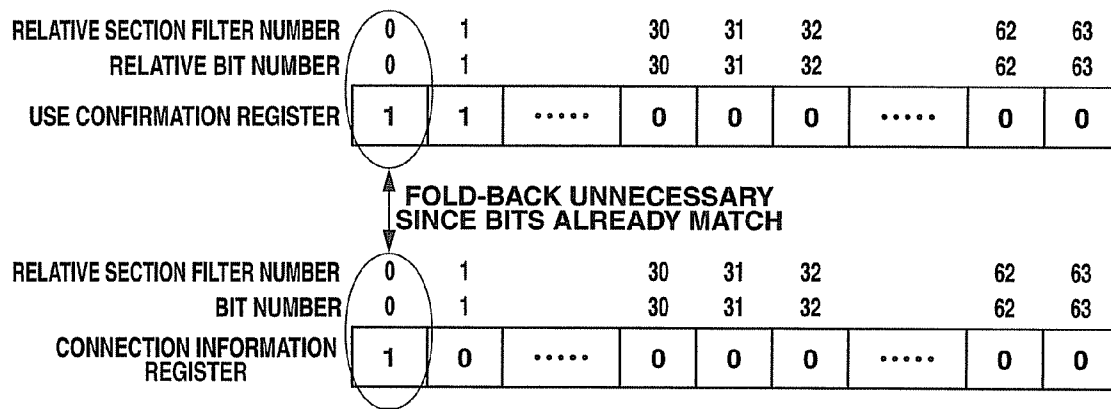 RELATIVE SECTION FILTER NUMBER 0 1 30 31 32 62 63
RELATIVE BIT NUMBER 0 1 30 31 32 62 63
USE CONFIRMATION REGISTER 1 1 ..... 0 0 0 ..... 0 0
FOLD-BACK UNNECESSARY
SINCE BITS ALREADY MATCH
RELATIVE SECTION FILTER NUMBER 0 1 30 31 32 62 63
BIT NUMBER 0 1 30 31 32 62 63
CONNECTION INFORMATION
REGISTER 1 0 ..... 0 0 0 ..... 0 0